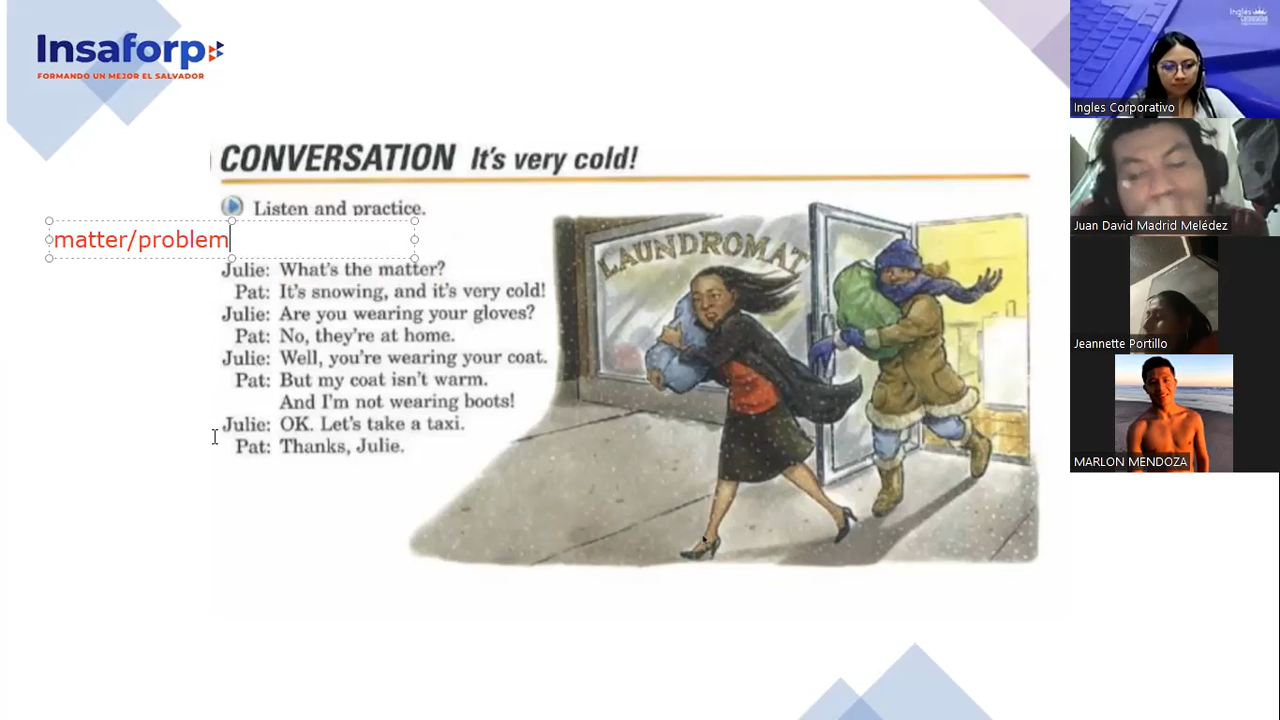 Insaforp
FORMANDO UN MEJOR EL SALVADOR
CONVERSATION It's very cold!
Listen and practice.
matter/problem
Julie: What's the matter?
Pat: It's snowing, and it's very cold!
Julie: Are you wearing your gloves?
Pat: No, they're at home.
Julie: Well, you're wearing your coat.
Pat: But my coat isn't warm.
And I'm not wearing boots!
Julie: OK. Let's take a taxi.
Pat: Thanks, Julie.
LAUNDROMAT
Ingles Corporativo
Juan David Madrid Melédez
Jeannette Portillo
MARLON MENDOZA